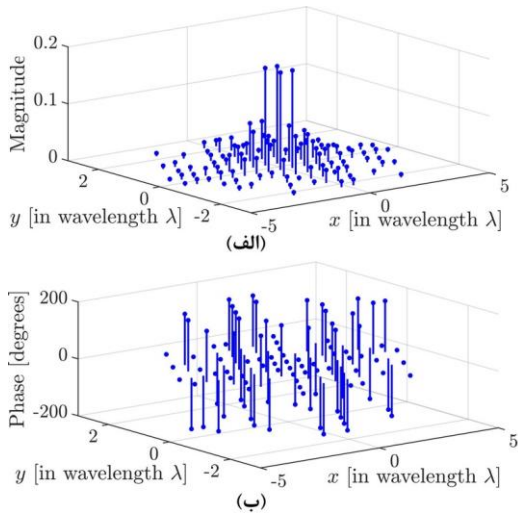 0.2
0.1
0
Magnitude
2
0
-2
-5
0
5
y [in wavelength λ]
x [in wavelength λ]
(الف)
200
0
-200
Phase [degrees]
2
0
-2
-5
0
5
y [in wavelength λ]
x [in wavelength λ]
(ب)